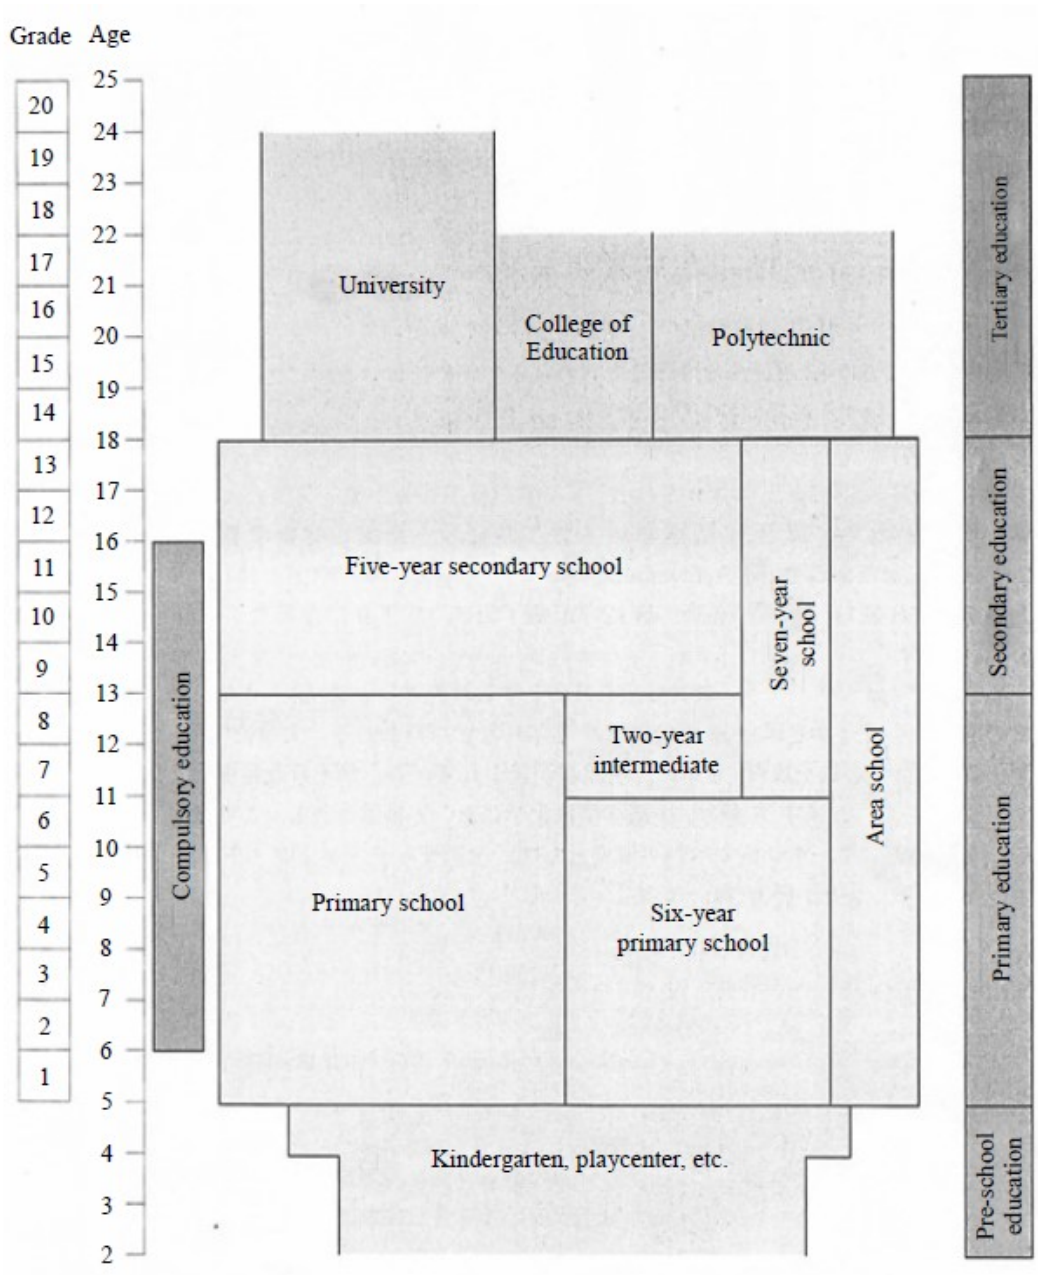 Grade Age
25
20
24
19
23
18
22
17
21
16
20
15
19
14
18
13
17
12
16
11
15
10
14
9
13
8
12
7
11
6
10
5
9
4
8
3
7
2
6
1
5
4
3
2
Compulsory education
University
College of
Education
Polytechnic
Five-year secondary school
Seven-year
school
Two-year
intermediate
Area school
Primary school
Six-year
primary school
Kindergarten, playcenter, etc.
Tertiary education
Secondary education
Primary education
Pre-school
education